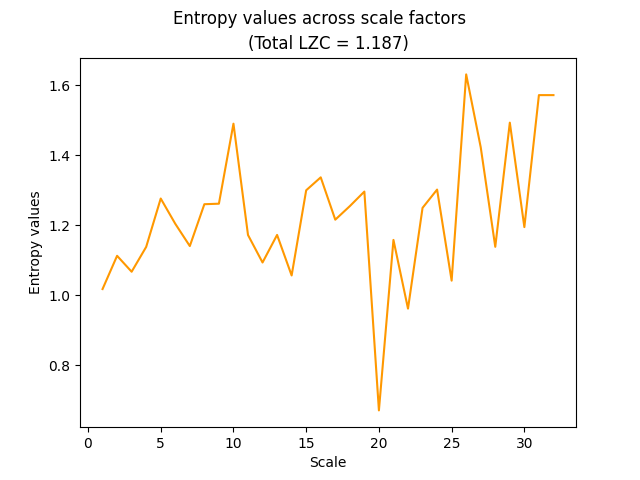 Entropy values across scale factors
(Total LZC = 1.187)
1.6
1.4
1.2
1.0
0.8
Entropy values
0 5 10 15 20 25 30
Scale